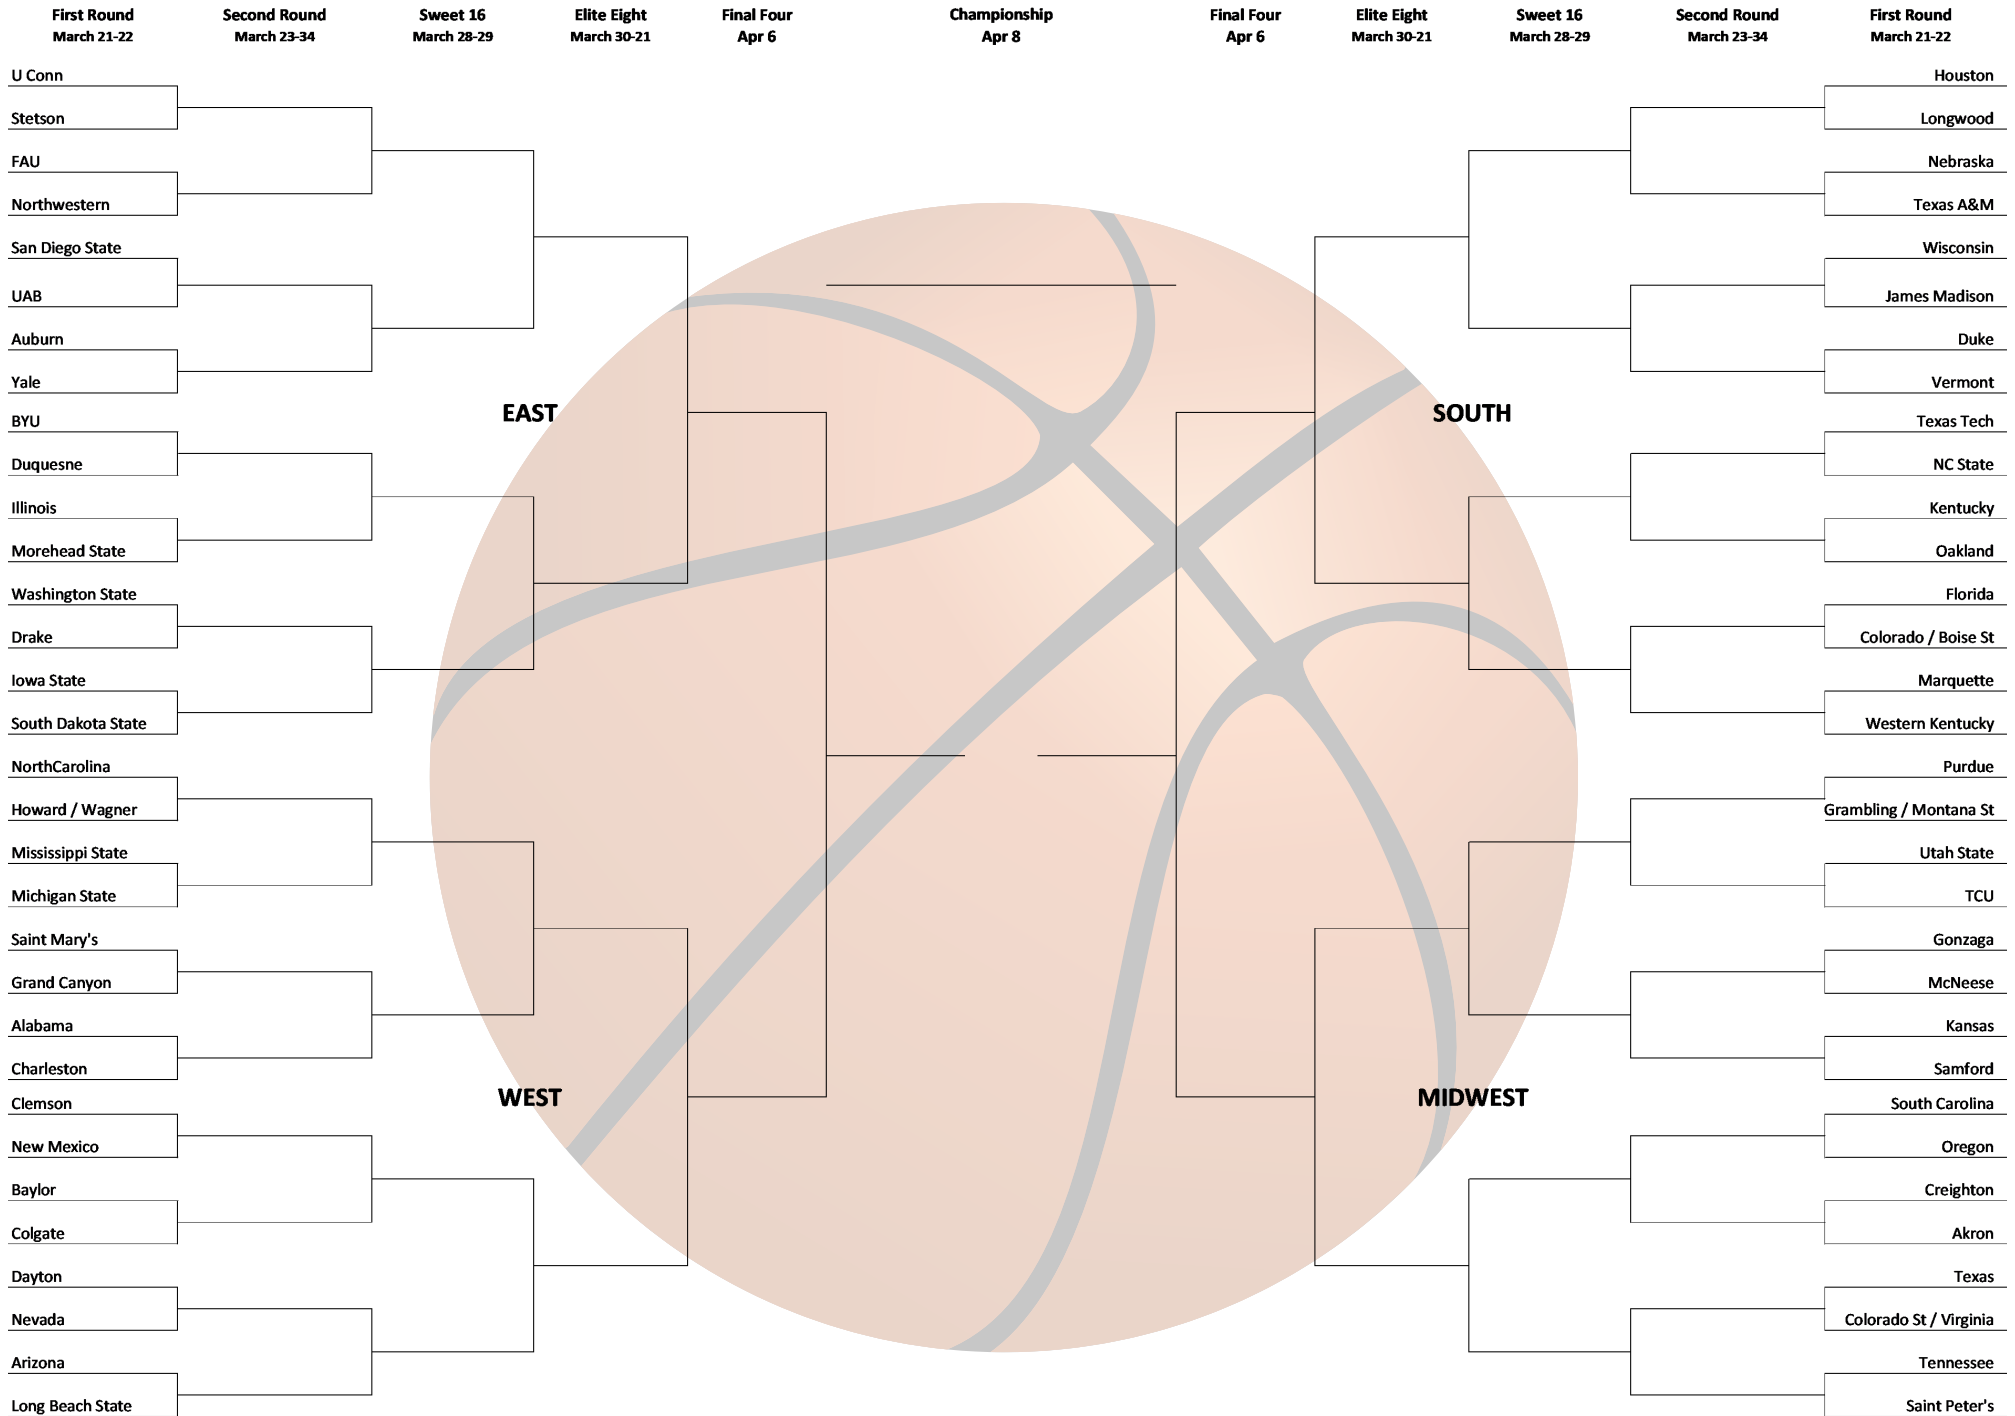 First Round Second Round Sweet 16 Elite Eight Final Four Championship Final Four Elite Eight Sweet 16 Second Round First Round
March 21-22 March 23-34 March 28-29 March 30-21 Apr 6 Apr 8 Apr 6 March 30-21 March 28-29 March 23-34 March 21-22
U Conn Houston
Stetson Longwood
FAU Nebraska
Northwestern Texas A&M
San Diego State Wisconsin
UAB James Madison
Auburn Duke
Yale Vermont
EAST SOUTH
BYU Texas Tech
Duquesne NC State
Illinois Kentucky
Morehead State Oakland
Washington State Florida
Drake Colorado / Boise St
Iowa State Marquette
South Dakota State Western Kentucky
NorthCarolina Purdue
Howard / Wagner Grambling / Montana St
Mississippi State Utah State
Michigan State TCU
Saint Mary's Gonzaga
Grand Canyon McNeese
Alabama Kansas
Charleston Samford
WEST MIDWEST
Clemson South Carolina
New Mexico Oregon
Baylor Creighton
Colgate Akron
Dayton Texas
Nevada Colorado St / Virginia
Arizona Tennessee
Long Beach State Saint Peter's